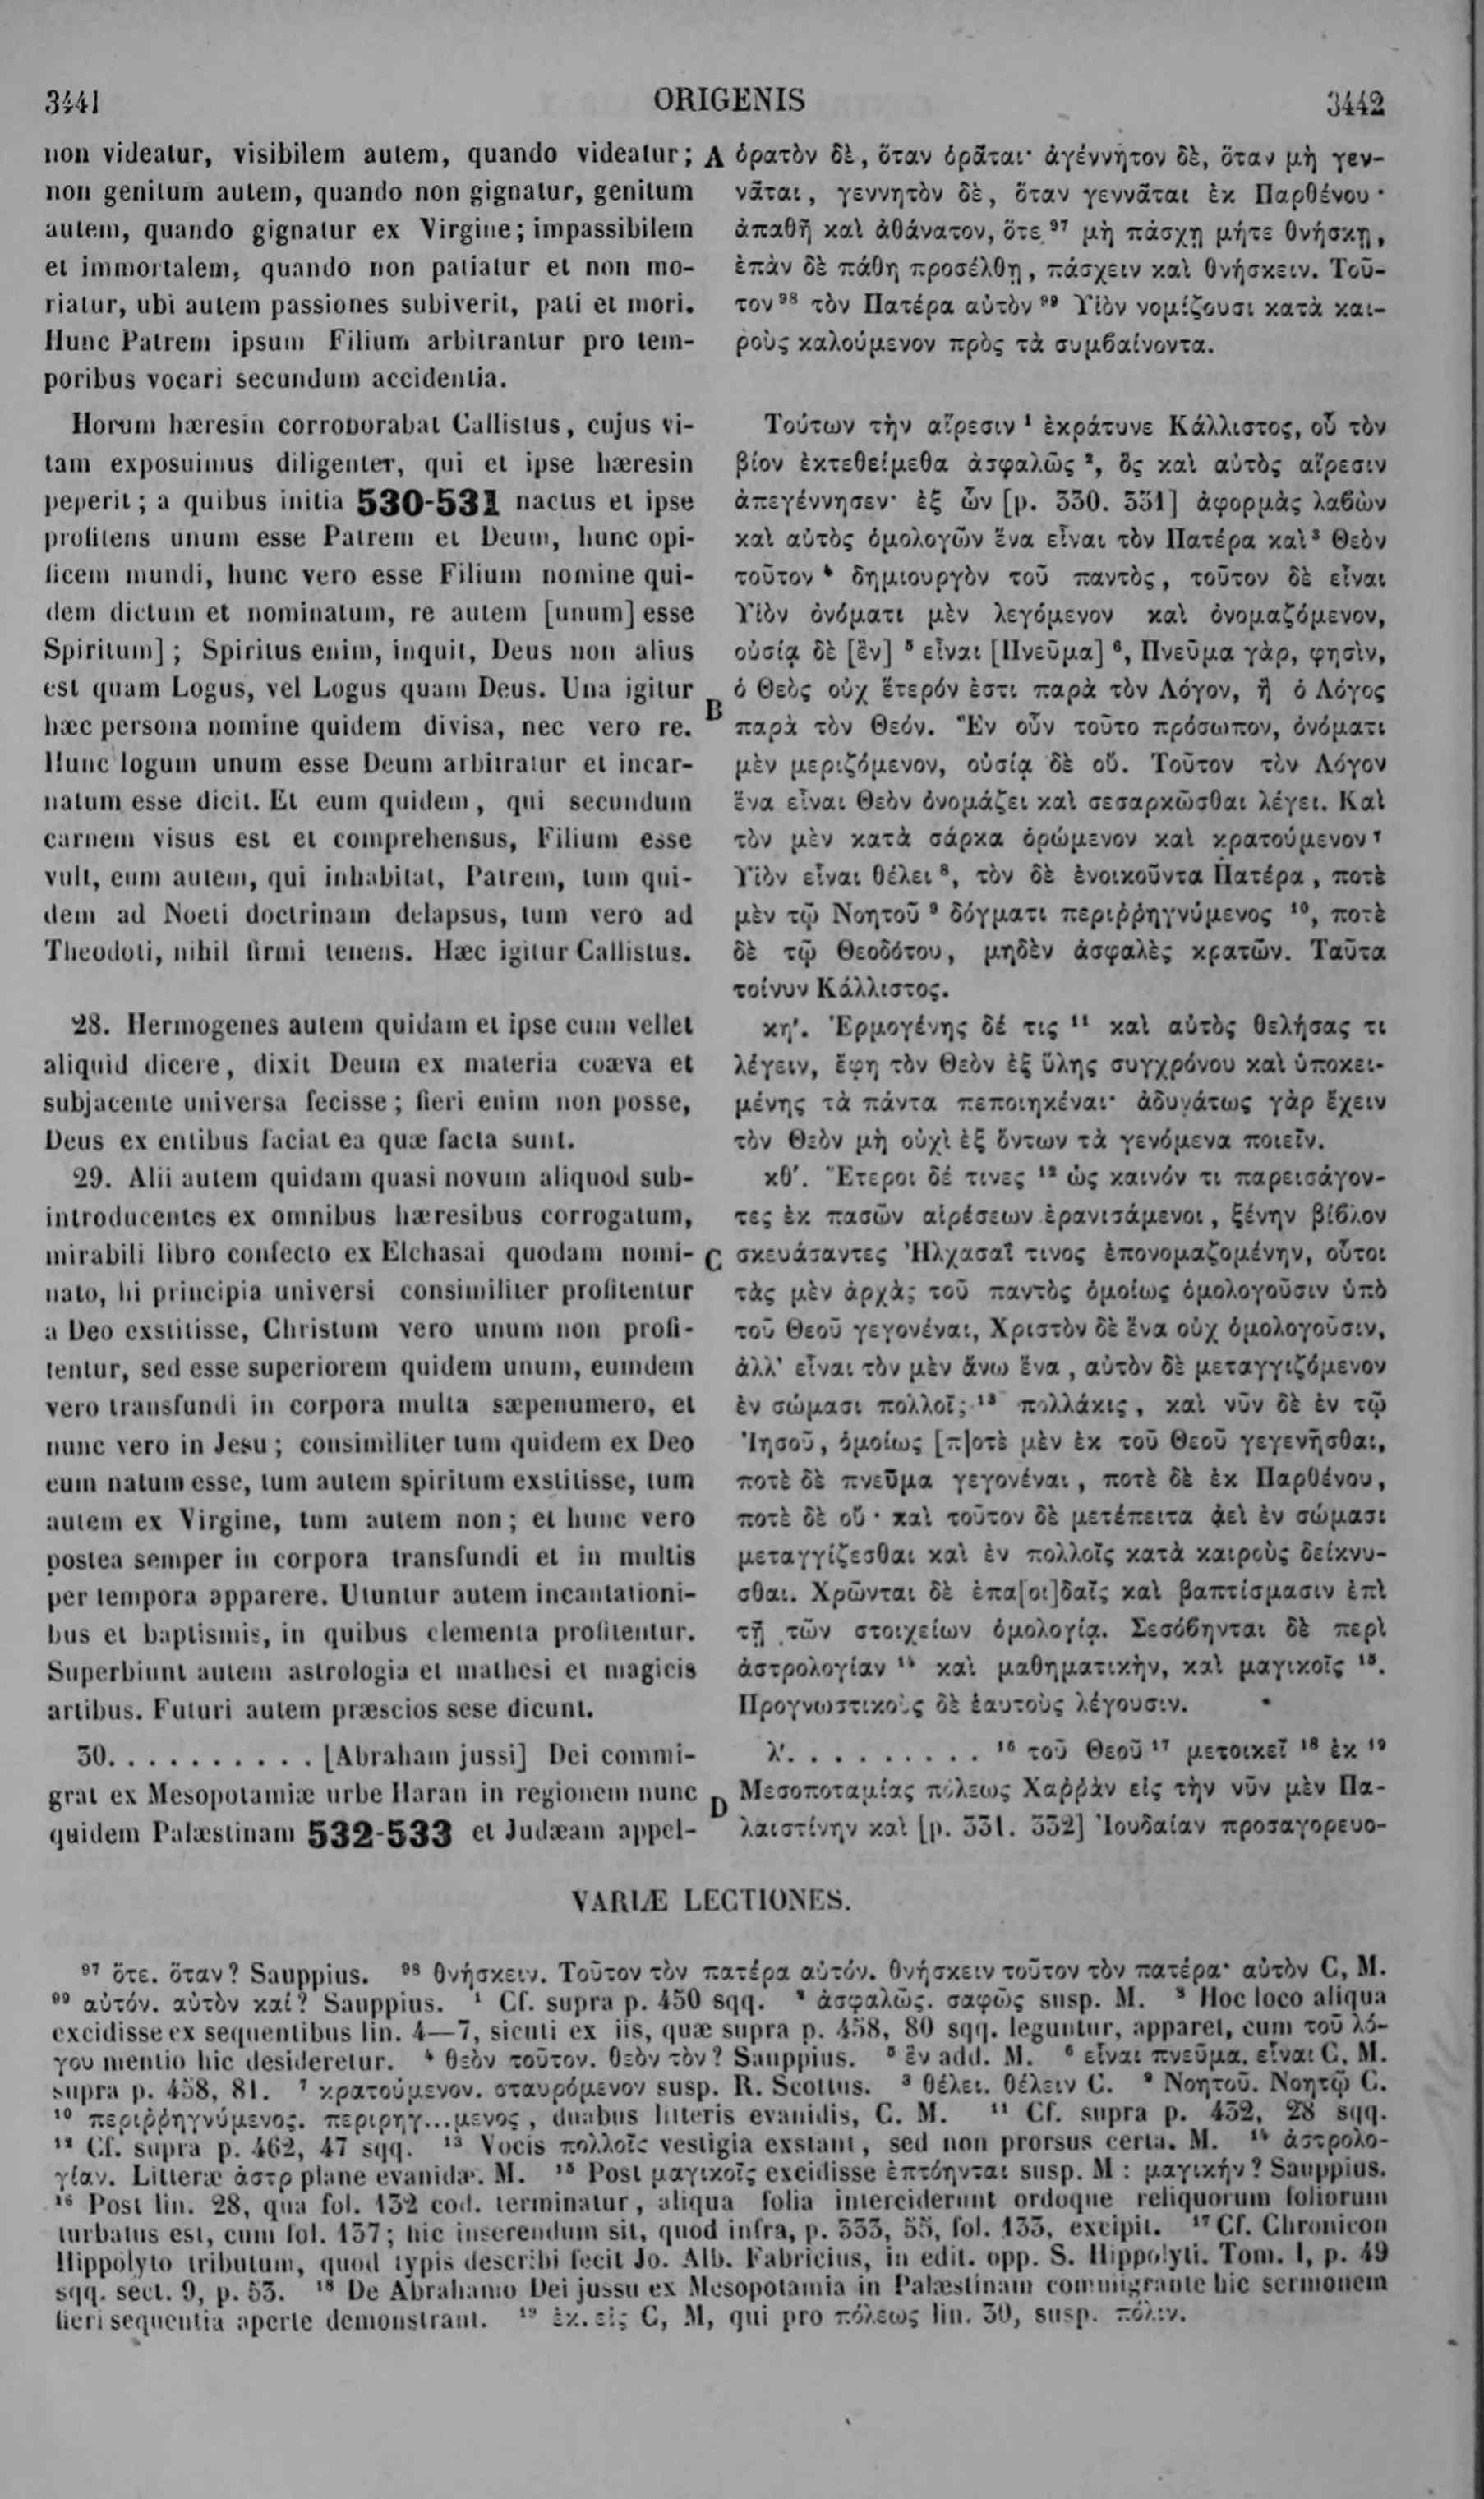 3441
ORIGENIS
3442
non videatur, visibilem autem, quando videatur;
non genitum autem, quando non gignatur, genitum
autem, quando gignatur ex Virgine; impassibilem
et immortalem, quando non patiatur et non mo-
riatur, ubi autem passiones subiverit, pati et mori.
Hunc Patrem ipsum Filium arbitrantur pro tem-
poribus vocari secundum accidentia.
Horum hæresin corroborabat Callistus, cujus vi-
tam exposuimus diligenter, qui et ipse hæresin
peperit; a quibus initia 530-531 nactus et ipse
profitens unum esse Patrem et Deum, hunc opi-
ficem mundi, hunc vero esse Filium nomine qui-
dem dictum et nominatum, re autem [unum] esse
Spiritum]; Spiritus enim, inquit, Deus non alius
est quam Logus, vel Logus quam Deus. Una igitur
hæc persona nomine quidem divisa, nec vero re.
Hunc logum unum esse Deum arbitratur et incar-
natum esse dicit. Et eum quidem, qui secundum
carnem visus est et comprehensus, Filium esse
vult, eum autem, qui inhabitat, Patrem, tum qui-
dem ad Noeti doctrinam delapsus, tum vero ad
Theodoti, nihil firmi tenens. Hæc igitur Callistus.
28. Hermogenes autem quidam et ipse cum vellet
aliquid dicere, dixit Deum ex materia coæva et
subjacente universa fecisse; fieri enim non posse,
Deus ex entibus faciat ea quæ facta sunt.
29. Alii autem quidam quasi novum aliquod sub-
introducentes ex omnibus hæresibus corrogatum,
mirabili libro confecto ex Elchasai quodam nomi-
nato, hi principia universi consimiliter profitentur
a Deo exstitisse, Christum vero unum non profi-
tentur, sed esse superiorem quidem unum, eumdem
vero transfundi in corpora multa sæpenumero, et
nunc vero in Jesu; consimiliter tum quidem ex Deo
eum natum esse, tum autem spiritum exstitisse, tum
autem ex Virgine, tum autem non; et hunc vero
postea semper in corpora transfundi et in multis
per tempora apparere. Utuntur autem incantationi-
bus et baptismis, in quibus elementa profitentur.
Superbiunt autem astrologia et mathesi et magicis
artibus. Futuri autem præscios sese dicunt.
30. . . . . . . . . . . [Abraham jussi] Dei commi-
grat ex Mesopotamiæ urbe Haran in regionem nunc
quidem Palæstinam 532-533 et Judæam appel-
A
B
C
D
ὁρατὸν δὲ, ὅταν ὁρᾶται· ἀγέννητον δὲ, ὅταν μὴ γεν-
νᾶται, γεννητὸν δὲ, ὅταν γεννᾶται ἐκ Παρθένου·
ἀπαθῆ καὶ ἀθάνατον, ὅτε ⁹⁷ μὴ πάσχῃ μήτε θνήσκῃ,
ἐπὰν δὲ πάθη προσέλθῃ, πάσχειν καὶ θνήσκειν. Τοῦ-
τον ⁹⁸ τὸν Πατέρα αὐτὸν ⁹⁹ Υἱὸν νομίζουσι κατὰ και-
ροὺς καλούμενον πρὸς τὰ συμβαίνοντα.
Τούτων τὴν αἵρεσιν ¹ ἐκράτυνε Κάλλιστος, οὗ τὸν
βίον ἐκτεθείμεθα ἀσφαλῶς ², ὃς καὶ αὐτὸς αἵρεσιν
ἀπεγέννησεν· ἐξ ὧν [p. 330. 331] ἀφορμὰς λαβὼν
καὶ αὐτὸς ὁμολογῶν ἕνα εἶναι τὸν Πατέρα καὶ ³ Θεὸν
τοῦτον ⁴ δημιουργὸν τοῦ παντὸς, τοῦτον δὲ εἶναι
Υἱὸν ὀνόματι μὲν λεγόμενον καὶ ὀνομαζόμενον,
οὐσίᾳ δὲ [ἓν] ⁵ εἶναι [Πνεῦμα] ⁶, Πνεῦμα γὰρ, φησὶν,
ὁ Θεὸς οὐχ ἕτερόν ἐστι παρὰ τὸν Λόγον, ἢ ὁ Λόγος
παρὰ τὸν Θεόν. Ἓν οὖν τοῦτο πρόσωπον, ὀνόματι
μὲν μεριζόμενον, οὐσίᾳ δὲ οὔ. Τοῦτον τὸν Λόγον
ἕνα εἶναι Θεὸν ὀνομάζει καὶ σεσαρκῶσθαι λέγει. Καὶ
τὸν μὲν κατὰ σάρκα ὁρώμενον καὶ κρατούμενον ⁷
Υἱὸν εἶναι θέλει ⁸, τὸν δὲ ἐνοικοῦντα Πατέρα, ποτὲ
μὲν τῷ Νοητοῦ ⁹ δόγματι περιῤῥηγνύμενος ¹⁰, ποτὲ
δὲ τῷ Θεοδότου, μηδὲν ἀσφαλὲς κρατῶν. Ταῦτα
τοίνυν Κάλλιστος.
κη'. Ἑρμογένης δέ τις ¹¹ καὶ αὐτὸς θελήσας τι
λέγειν, ἔφη τὸν Θεὸν ἐξ ὕλης συγχρόνου καὶ ὑποκει-
μένης τὰ πάντα πεποιηκέναι· ἀδυνάτως γὰρ ἔχειν
τὸν Θεὸν μὴ οὐχὶ ἐξ ὄντων τὰ γενόμενα ποιεῖν.
κθ'. Ἕτεροι δέ τινες ¹² ὡς καινόν τι παρεισάγον-
τες ἐκ πασῶν αἱρέσεων ἐρανισάμενοι, ξένην βίβλον
σκευάσαντες Ἠλχασαΐ τινος ἐπονομαζομένην, οὗτοι
τὰς μὲν ἀρχὰς τοῦ παντὸς ὁμοίως ὁμολογοῦσιν ὑπὸ
τοῦ Θεοῦ γεγονέναι, Χριστὸν δὲ ἕνα οὐχ ὁμολογοῦσιν,
ἀλλ' εἶναι τὸν μὲν ἄνω ἕνα, αὐτὸν δὲ μεταγγιζόμενον
ἐν σώμασι πολλοῖς ¹³ πολλάκις, καὶ νῦν δὲ ἐν τῷ
Ἰησοῦ, ὁμοίως [π]οτὲ μὲν ἐκ τοῦ Θεοῦ γεγενῆσθαι,
ποτὲ δὲ πνεῦμα γεγονέναι, ποτὲ δὲ ἐκ Παρθένου,
ποτὲ δὲ οὔ· καὶ τοῦτον δὲ μετέπειτα ἀεὶ ἐν σώμασι
μεταγγίζεσθαι καὶ ἐν πολλοῖς κατὰ καιροὺς δείκνυ-
σθαι. Χρῶνται δὲ ἐπα[οι]δαῖς καὶ βαπτίσμασιν ἐπὶ
τῇ τῶν στοιχείων ὁμολογίᾳ. Σεσόβηνται δὲ περὶ
ἀστρολογίαν ¹⁴ καὶ μαθηματικὴν, καὶ μαγικοῖς ¹⁵.
Προγνωστικοὺς δὲ ἑαυτοὺς λέγουσιν.
λ'. . . . . . . . . . ¹⁶ τοῦ Θεοῦ ¹⁷ μετοικεῖ ¹⁸ ἐκ ¹⁹
Μεσοποταμίας πόλεως Χαῤῥὰν εἰς τὴν νῦν μὲν Πα-
λαιστίνην καὶ [p. 331. 332] Ἰουδαίαν προσαγορευο-
VARIÆ LECTIONES.
⁹⁷ ὅτε. ὅταν? Sauppius. ⁹⁸ θνήσκειν. Τοῦτον τὸν πατέρα αὐτόν. θνήσκειν τοῦτον τὸν πατέρα· αὐτὸν C, M.
⁹⁹ αὐτόν. αὐτὸν καί? Sauppius. ¹ Cf. supra p. 450 sqq. ² ἀσφαλῶς. σαφῶς susp. M. ³ Hoc loco aliqua
excidisse ex sequentibus lin. 4—7, sicuti ex iis, quæ supra p. 458, 80 sqq. leguntur, apparet, cum τοῦ λό-
γου mentio hic desideretur. ⁴ θεὸν τοῦτον. θεὸν τὸν? Sauppius. ⁵ ἓν add. M. ⁶ εἶναι πνεῦμα. εἶναι C, M.
supra p. 458, 81. ⁷ κρατούμενον. σταυρόμενον susp. R. Scottus. ⁸ θέλει. θέλειν C. ⁹ Νοητοῦ. Νοητῷ C.
¹⁰ περιῤῥηγνύμενος. περιρηγ...μενος, duabus litteris evanidis, C. M. ¹¹ Cf. supra p. 432, 28 sqq.
¹² Cf. supra p. 462, 47 sqq. ¹³ Vocis πολλοῖς vestigia exstant, sed non prorsus certa. M. ¹⁴ ἀστρολο-
γίαν. Litteræ ἀστρ plane evanidæ. M. ¹⁵ Post μαγικοῖς excidisse ἐπτόηνται susp. M : μαγικήν? Sauppius.
¹⁶ Post lin. 28, qua fol. 132 cod. terminatur, aliqua folia interciderunt ordoque reliquorum foliorum
turbatus est, cum fol. 137; hic inserendum sit, quod infra, p. 333, 55, fol. 133, excipit. ¹⁷ Cf. Chronicon
Hippolyto tributum, quod typis describi fecit Jo. Alb. Fabricius, in edit. opp. S. Hippolyti. Tom. I, p. 49
sqq. sect. 9, p. 53. ¹⁸ De Abrahamo Dei jussu ex Mesopotamia in Palæstinam commigrante hic sermonem
fieri sequentia aperte demonstrant. ¹⁹ ἐκ. εἰς C, M, qui pro πόλεως lin. 30, susp. πόλιν.